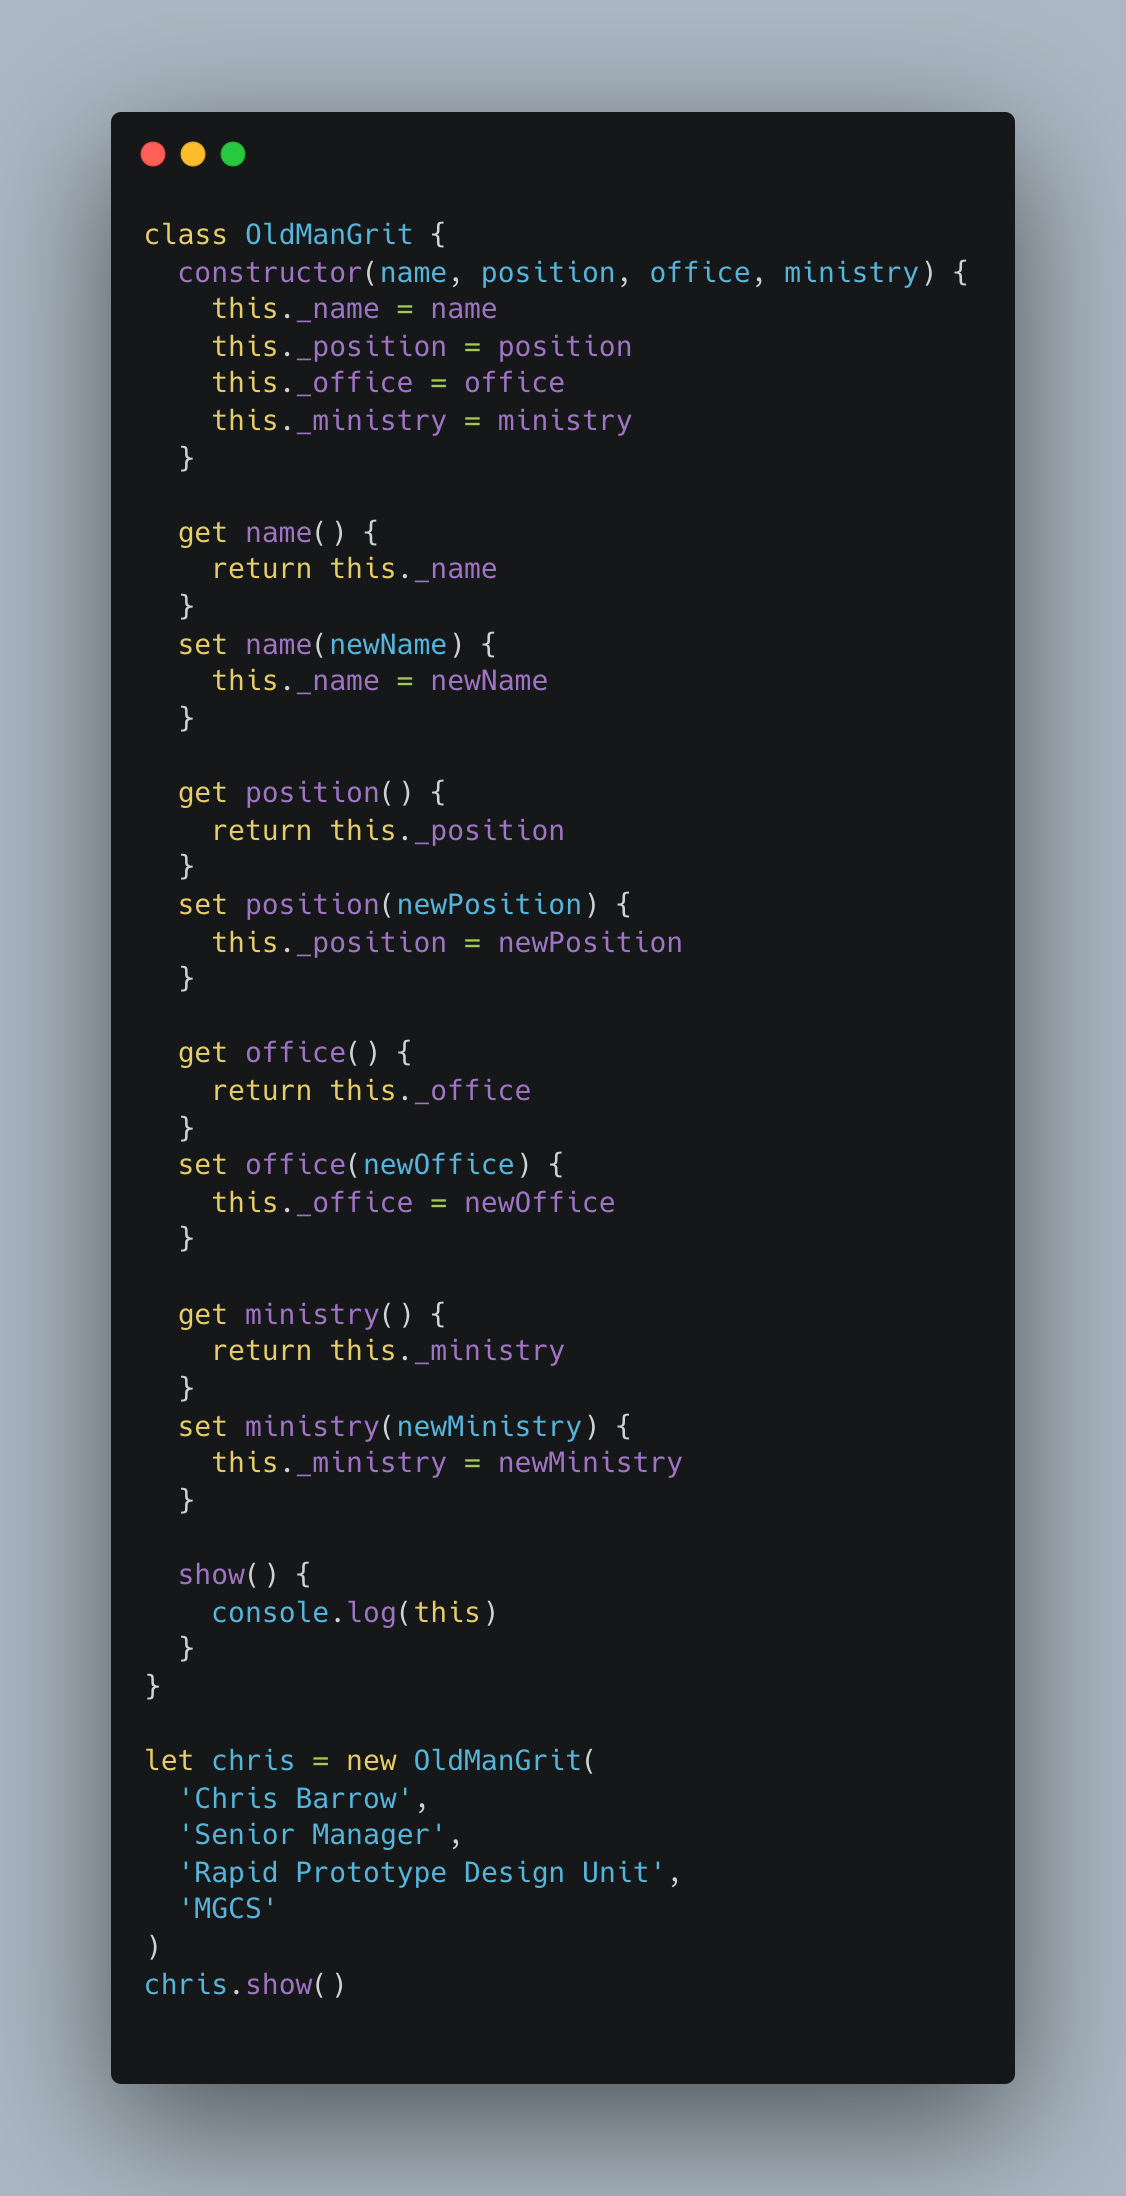 class OldManGrit {
  constructor(name, position, office, ministry) {
    this._name = name
    this._position = position
    this._office = office
    this._ministry = ministry
  }

  get name() {
    return this._name
  }
  set name(newName) {
    this._name = newName
  }

  get position() {
    return this._position
  }
  set position(newPosition) {
    this._position = newPosition
  }

  get office() {
    return this._office
  }
  set office(newOffice) {
    this._office = newOffice
  }

  get ministry() {
    return this._ministry
  }
  set ministry(newMinistry) {
    this._ministry = newMinistry
  }

  show() {
    console.log(this)
  }
}

let chris = new OldManGrit(
  'Chris Barrow',
  'Senior Manager',
  'Rapid Prototype Design Unit',
  'MGCS'
)
chris.show()